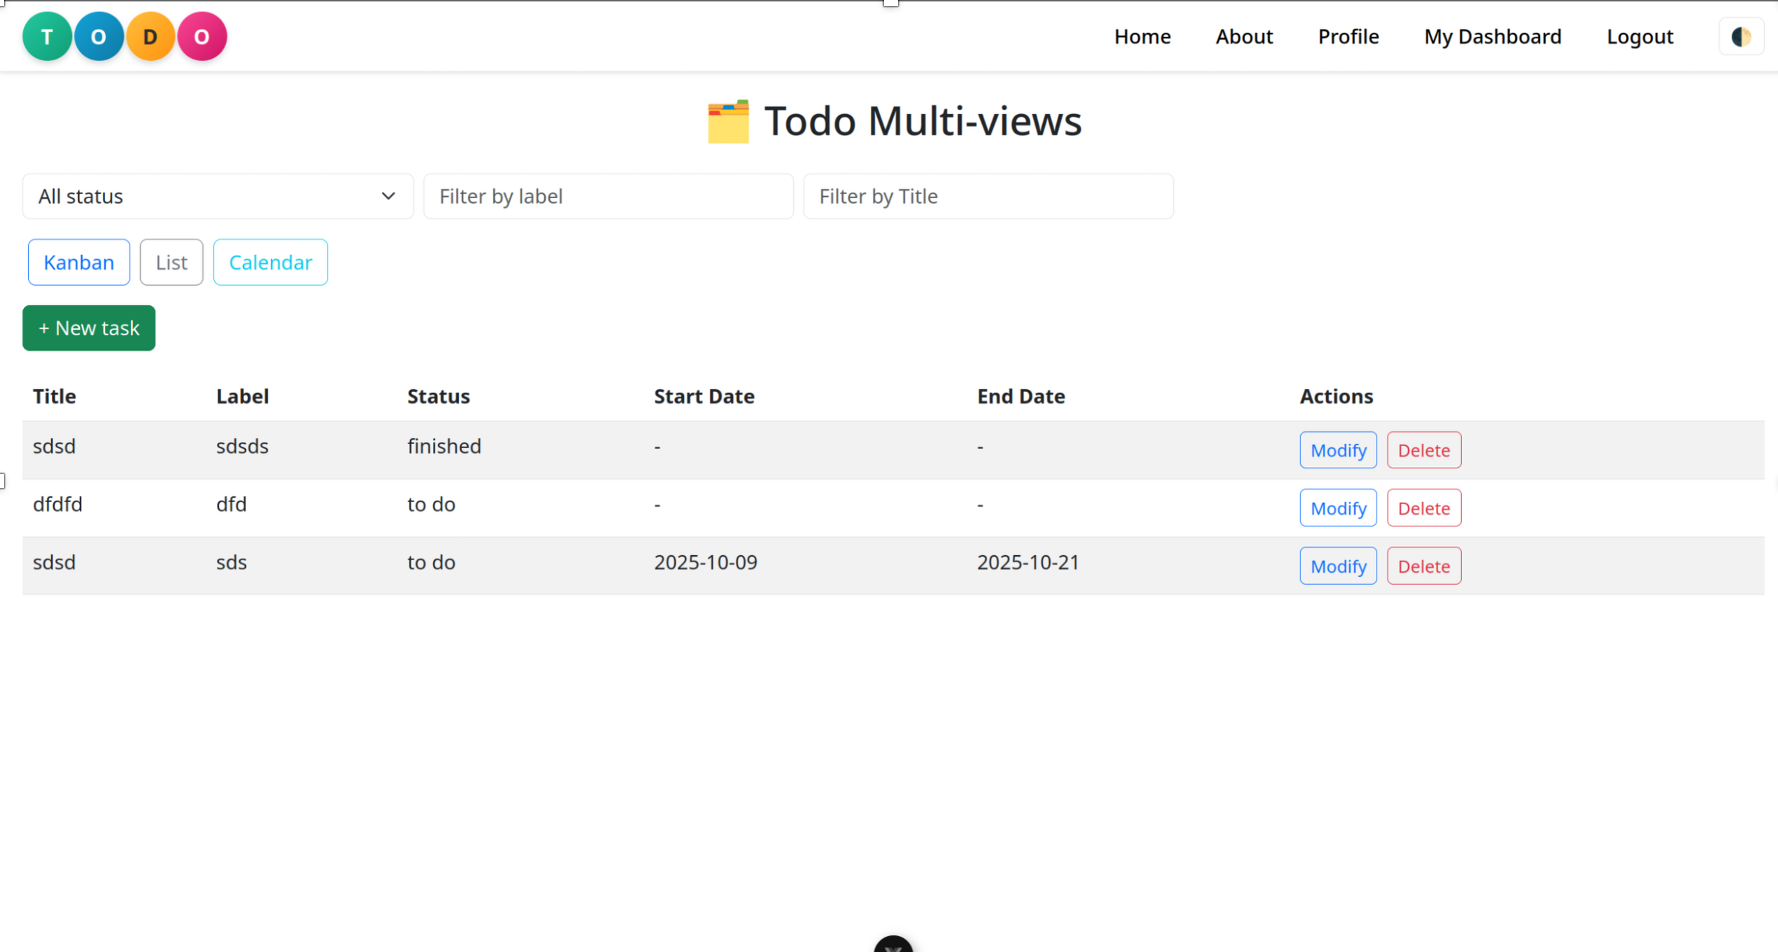 T O D O Home About Profile My Dashboard Logout
Todo Multi-views
All status Filter by label Filter by Title
Kanban List Calendar
+ New task
Title Label Status Start Date End Date Actions
sdsd sdsds finished - - Modify Delete
dfdfd dfd to do - - Modify Delete
sdsd sds to do 2025-10-09 2025-10-21 Modify Delete